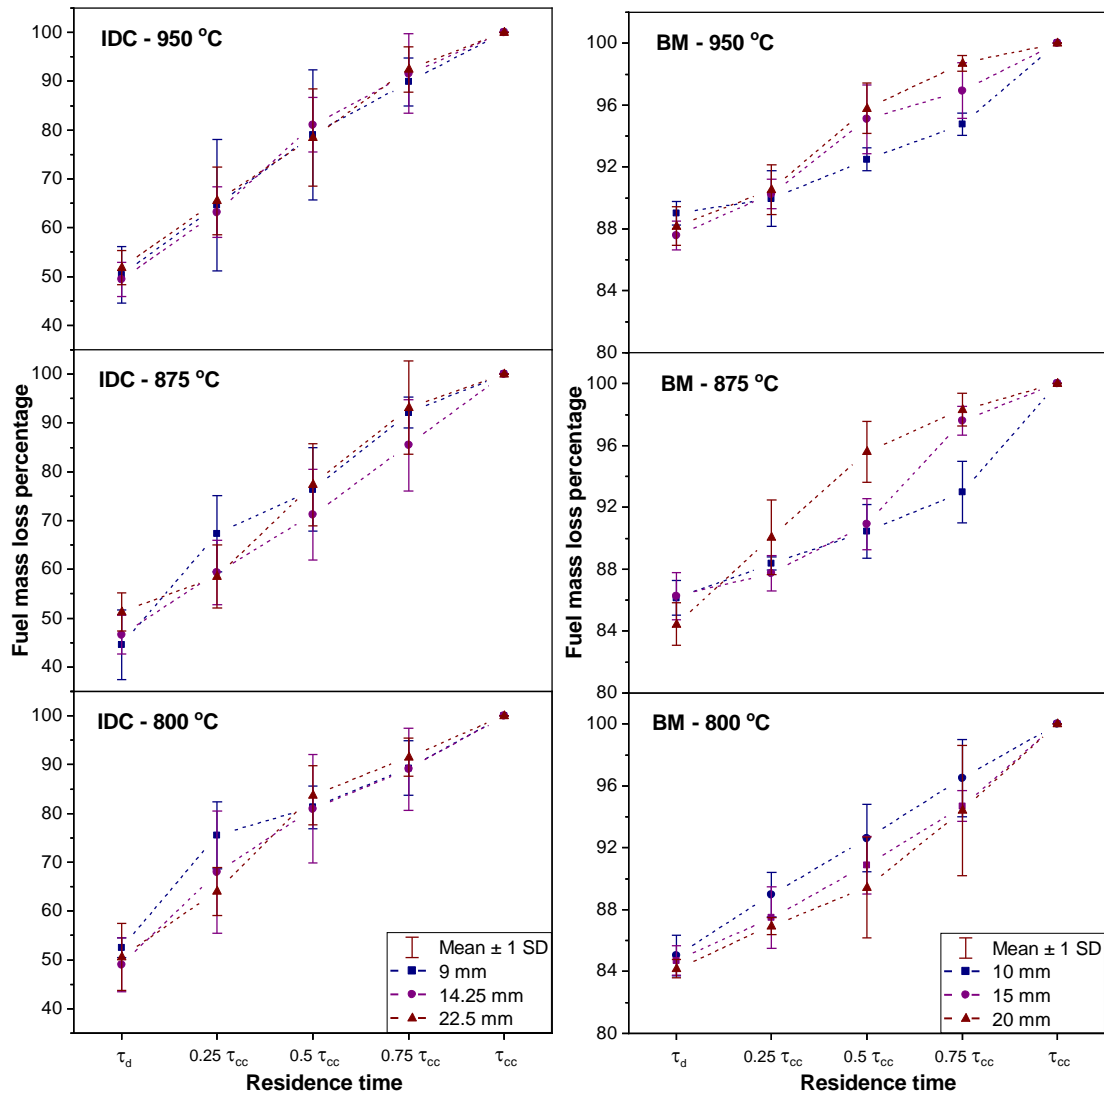 IDC - 950 °C
100
90
80
70
60
50
40
IDC - 875 °C
100
90
80
70
60
50
40
IDC - 800 °C
100
90
80
70
60
50
40
Fuel mass loss percentage
Mean ± 1 SD
9 mm
14.25 mm
22.5 mm
τd 0.25 τcc 0.5 τcc 0.75 τcc τcc
Residence time
BM - 950 °C
100
96
92
88
84
80
BM - 875 °C
100
96
92
88
84
80
BM - 800 °C
100
96
92
88
84
80
Fuel mass loss percentage
Mean ± 1 SD
10 mm
15 mm
20 mm
τd 0.25 τcc 0.5 τcc 0.75 τcc τcc
Residence time